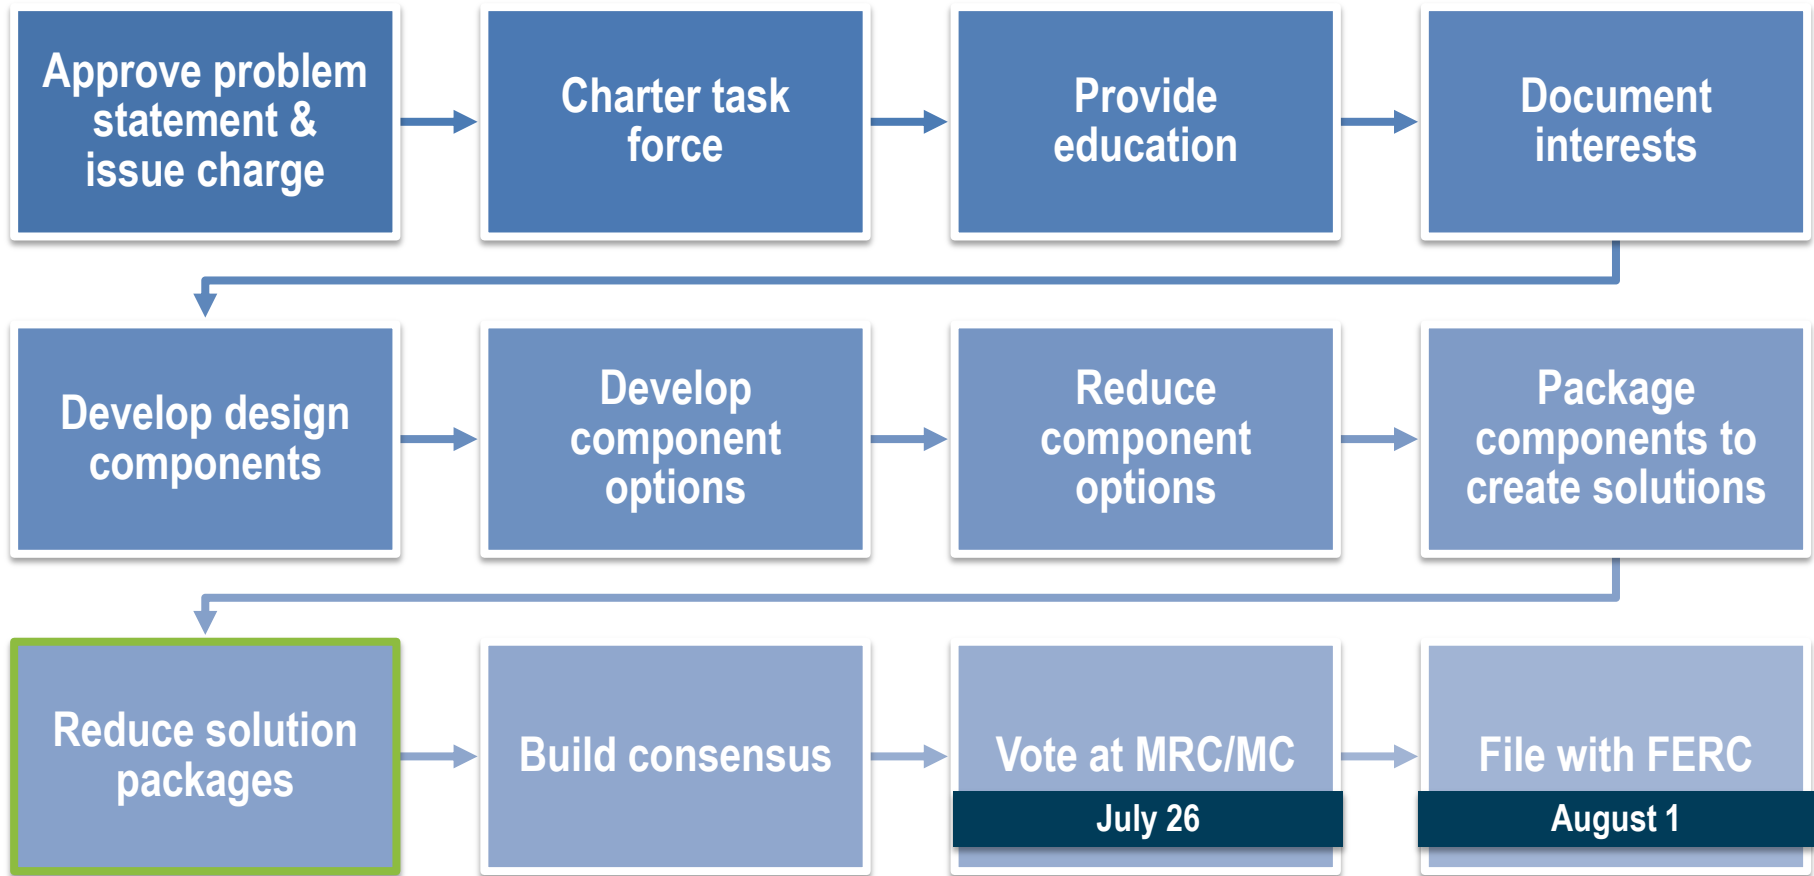 Approve problem
statement &
issue charge
Charter task
force
Provide
education
Document
interests
Develop design
components
Develop
component
options
Reduce
component
options
Package
components to
create solutions
Reduce solution
packages
Build consensus
Vote at MRC/MC
July 26
File with FERC
August 1